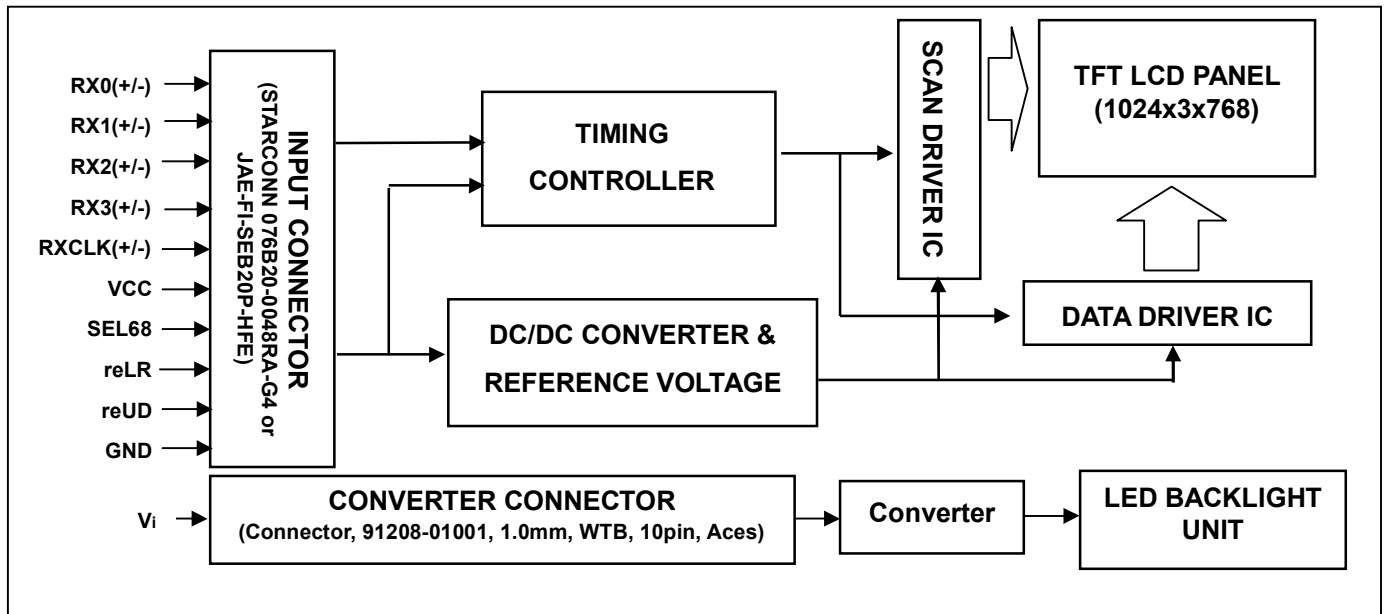 RX0(+/-)
RX1(+/-)
RX2(+/-)
RX3(+/-)
RXCLK(+/-)
VCC
SEL68
reLR
reUD
GND
INPUT CONNECTOR
(STARCONN 076B20-0048RA-G4 or
JAE-FI-SEB20P-HFE)
TIMING
CONTROLLER
DC/DC CONVERTER &
REFERENCE VOLTAGE
SCAN DRIVER IC
TFT LCD PANEL
(1024x3x768)
DATA DRIVER IC
Vi
CONVERTER CONNECTOR
(Connector, 91208-01001, 1.0mm, WTB, 10pin, Aces)
Converter
LED BACKLIGHT
UNIT